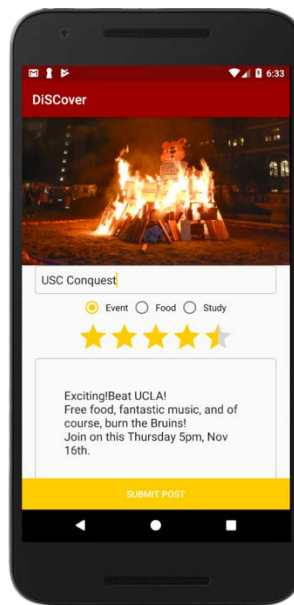 6:33
DiSCover
USC Conquest
Event Food Study
Exciting!Beat UCLA!
Free food, fantastic music, and of
course, burn the Bruins!
Join on this Thursday 5pm, Nov
16th.
SUBMIT POST